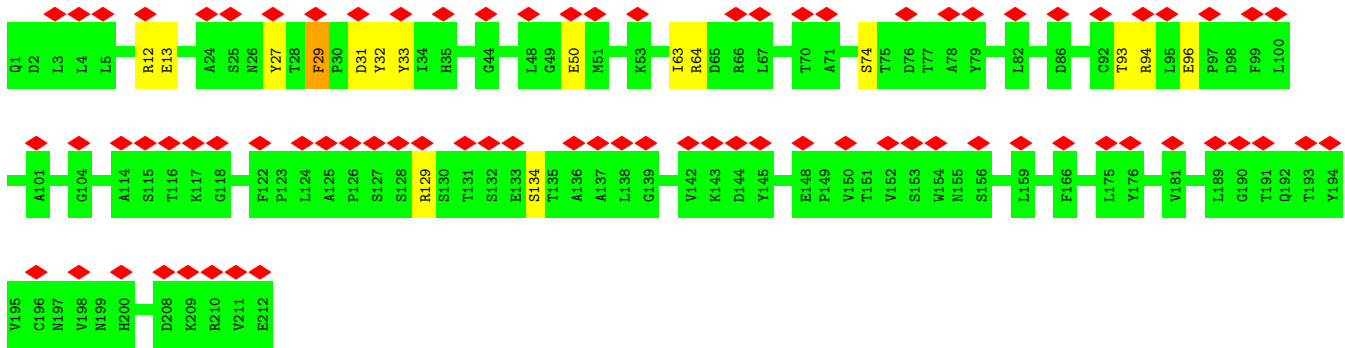 Q1 D2 L3 L4 L5 R12 E13 A24 S25 N26 Y27 T28 F29 P30 D31 Y32 Y33 I34 H35 G44 L48 G49 E50 M51 K53 I63 R64 D65 R66 L67 T70 A71 S74 T75 D76 T77 A78 Y79 L82 D86 C92 T93 R94 L95 E96 P97 D98 F99 L100
A101 G104 A114 S115 T116 K117 G118 F122 P123 L124 A125 P126 S127 S128 R129 S130 T131 S132 E133 S134 T135 A136 A137 L138 G139 V142 K143 D144 Y145 E148 P149 V150 T151 V152 S153 W154 N155 S156 L159 F166 L175 Y176 V181 L189 G190 T191 Q192 T193 Y194
V195 C196 N197 V198 N199 H200 D208 K209 R210 V211 E212